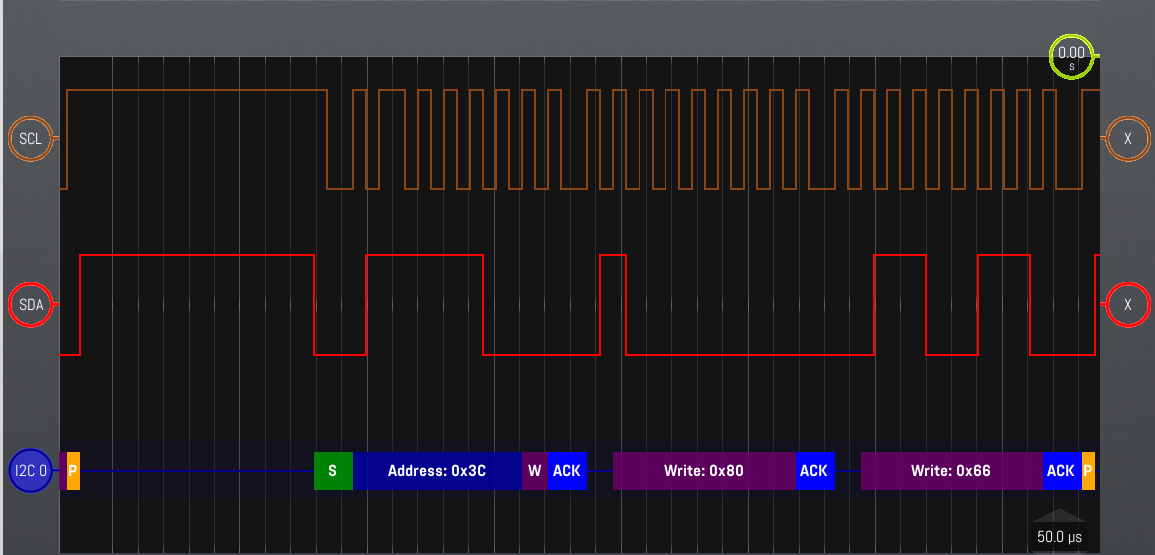 0.00
s
SCL
X
SDA
X
I2C 0
P
S
Address: 0x3C
W
ACK
Write: 0x80
ACK
Write: 0x66
ACK
P
50.0 µs